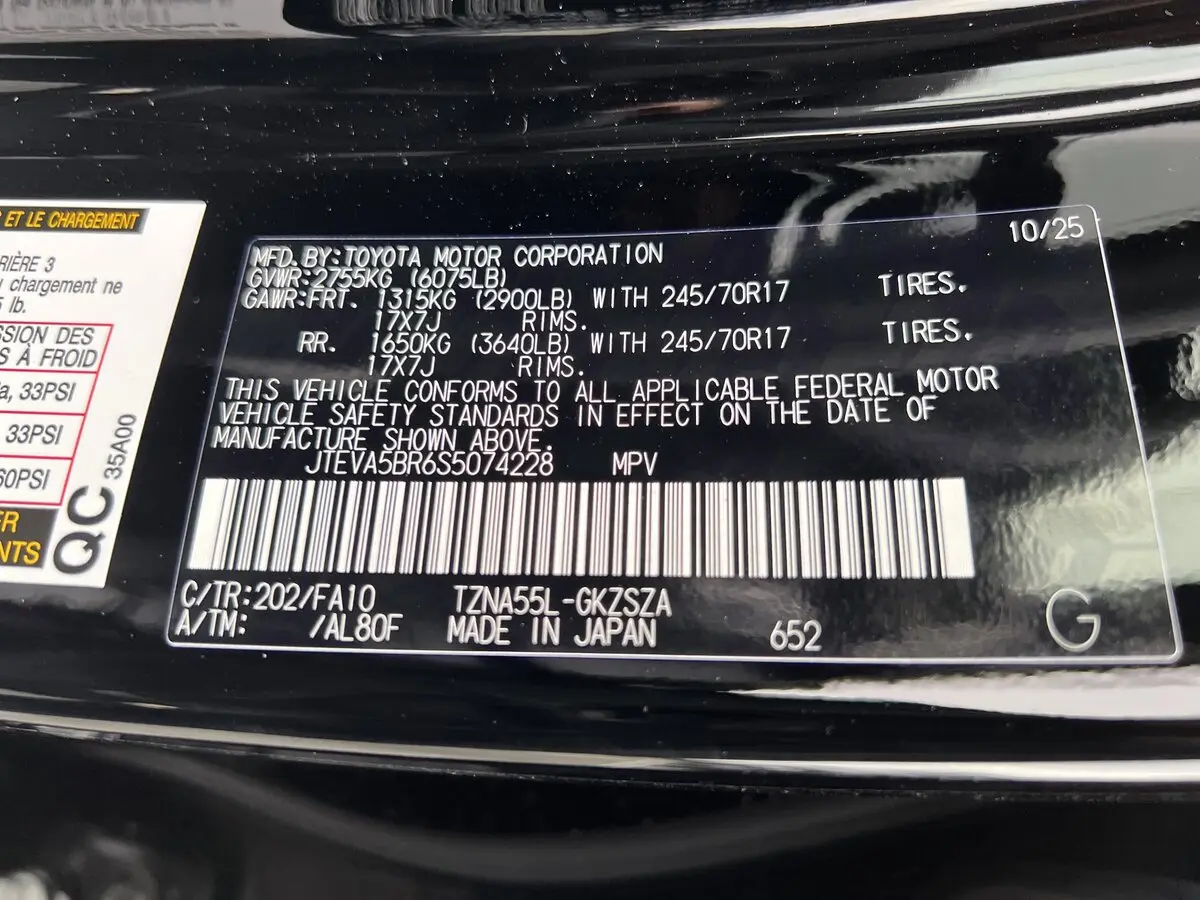 ET LE CHARGEMENT
RIÈRE 3
chargement ne
lb.
SSION DES
S À FROID
a, 33PSI
33PSI
60PSI
ER
NTS
QC
35A00
10/25
MFD. BY:TOYOTA MOTOR CORPORATION
GVWR:2755KG (6075LB)
GAWR:FRT. 1315KG (2900LB) WITH 245/70R17 TIRES.
17X7J RIMS.
RR. 1650KG (3640LB) WITH 245/70R17 TIRES.
17X7J RIMS.
THIS VEHICLE CONFORMS TO ALL APPLICABLE FEDERAL MOTOR
VEHICLE SAFETY STANDARDS IN EFFECT ON THE DATE OF
MANUFACTURE SHOWN ABOVE.
JTEVA5BR6S5074228 MPV
C/TR:202/FA10 TZNA55L-GKZSZA
A/TM: /AL80F MADE IN JAPAN 652
G